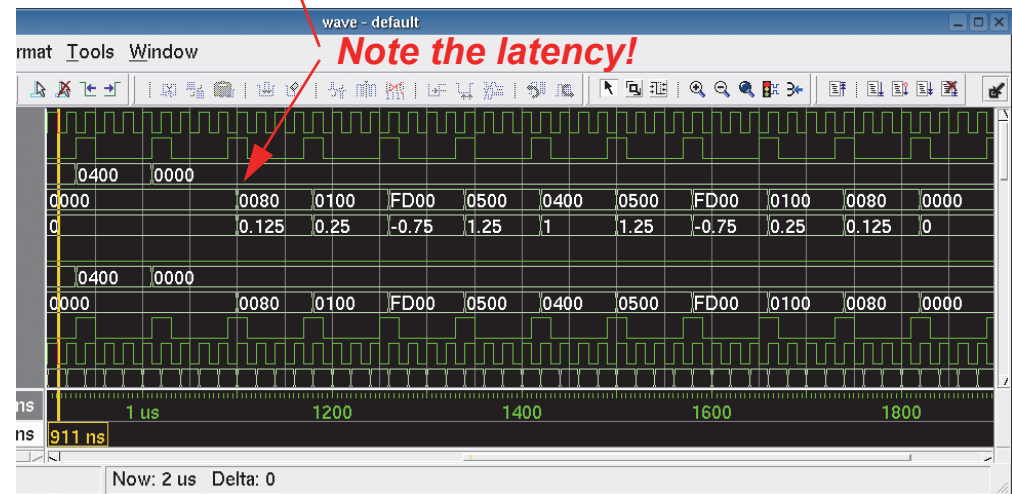 wave - default
rmat Tools Window
Note the latency!
0400 0000
0000 0080 0100 FD00 0500 0400 0500 FD00 0100 0080 0000
0 0.125 0.25 -0.75 1.25 1 1.25 -0.75 0.25 0.125 0
0400 0000
0000 0080 0100 FD00 0500 0400 0500 FD00 0100 0080 0000
ns 1 us 1200 1400 1600 1800
ns 911 ns
Now: 2 us Delta: 0